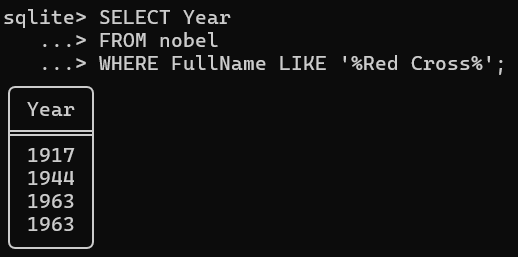 sqlite> SELECT Year
...> FROM nobel
...> WHERE FullName LIKE '%Red Cross%';
Year
1917
1944
1963
1963